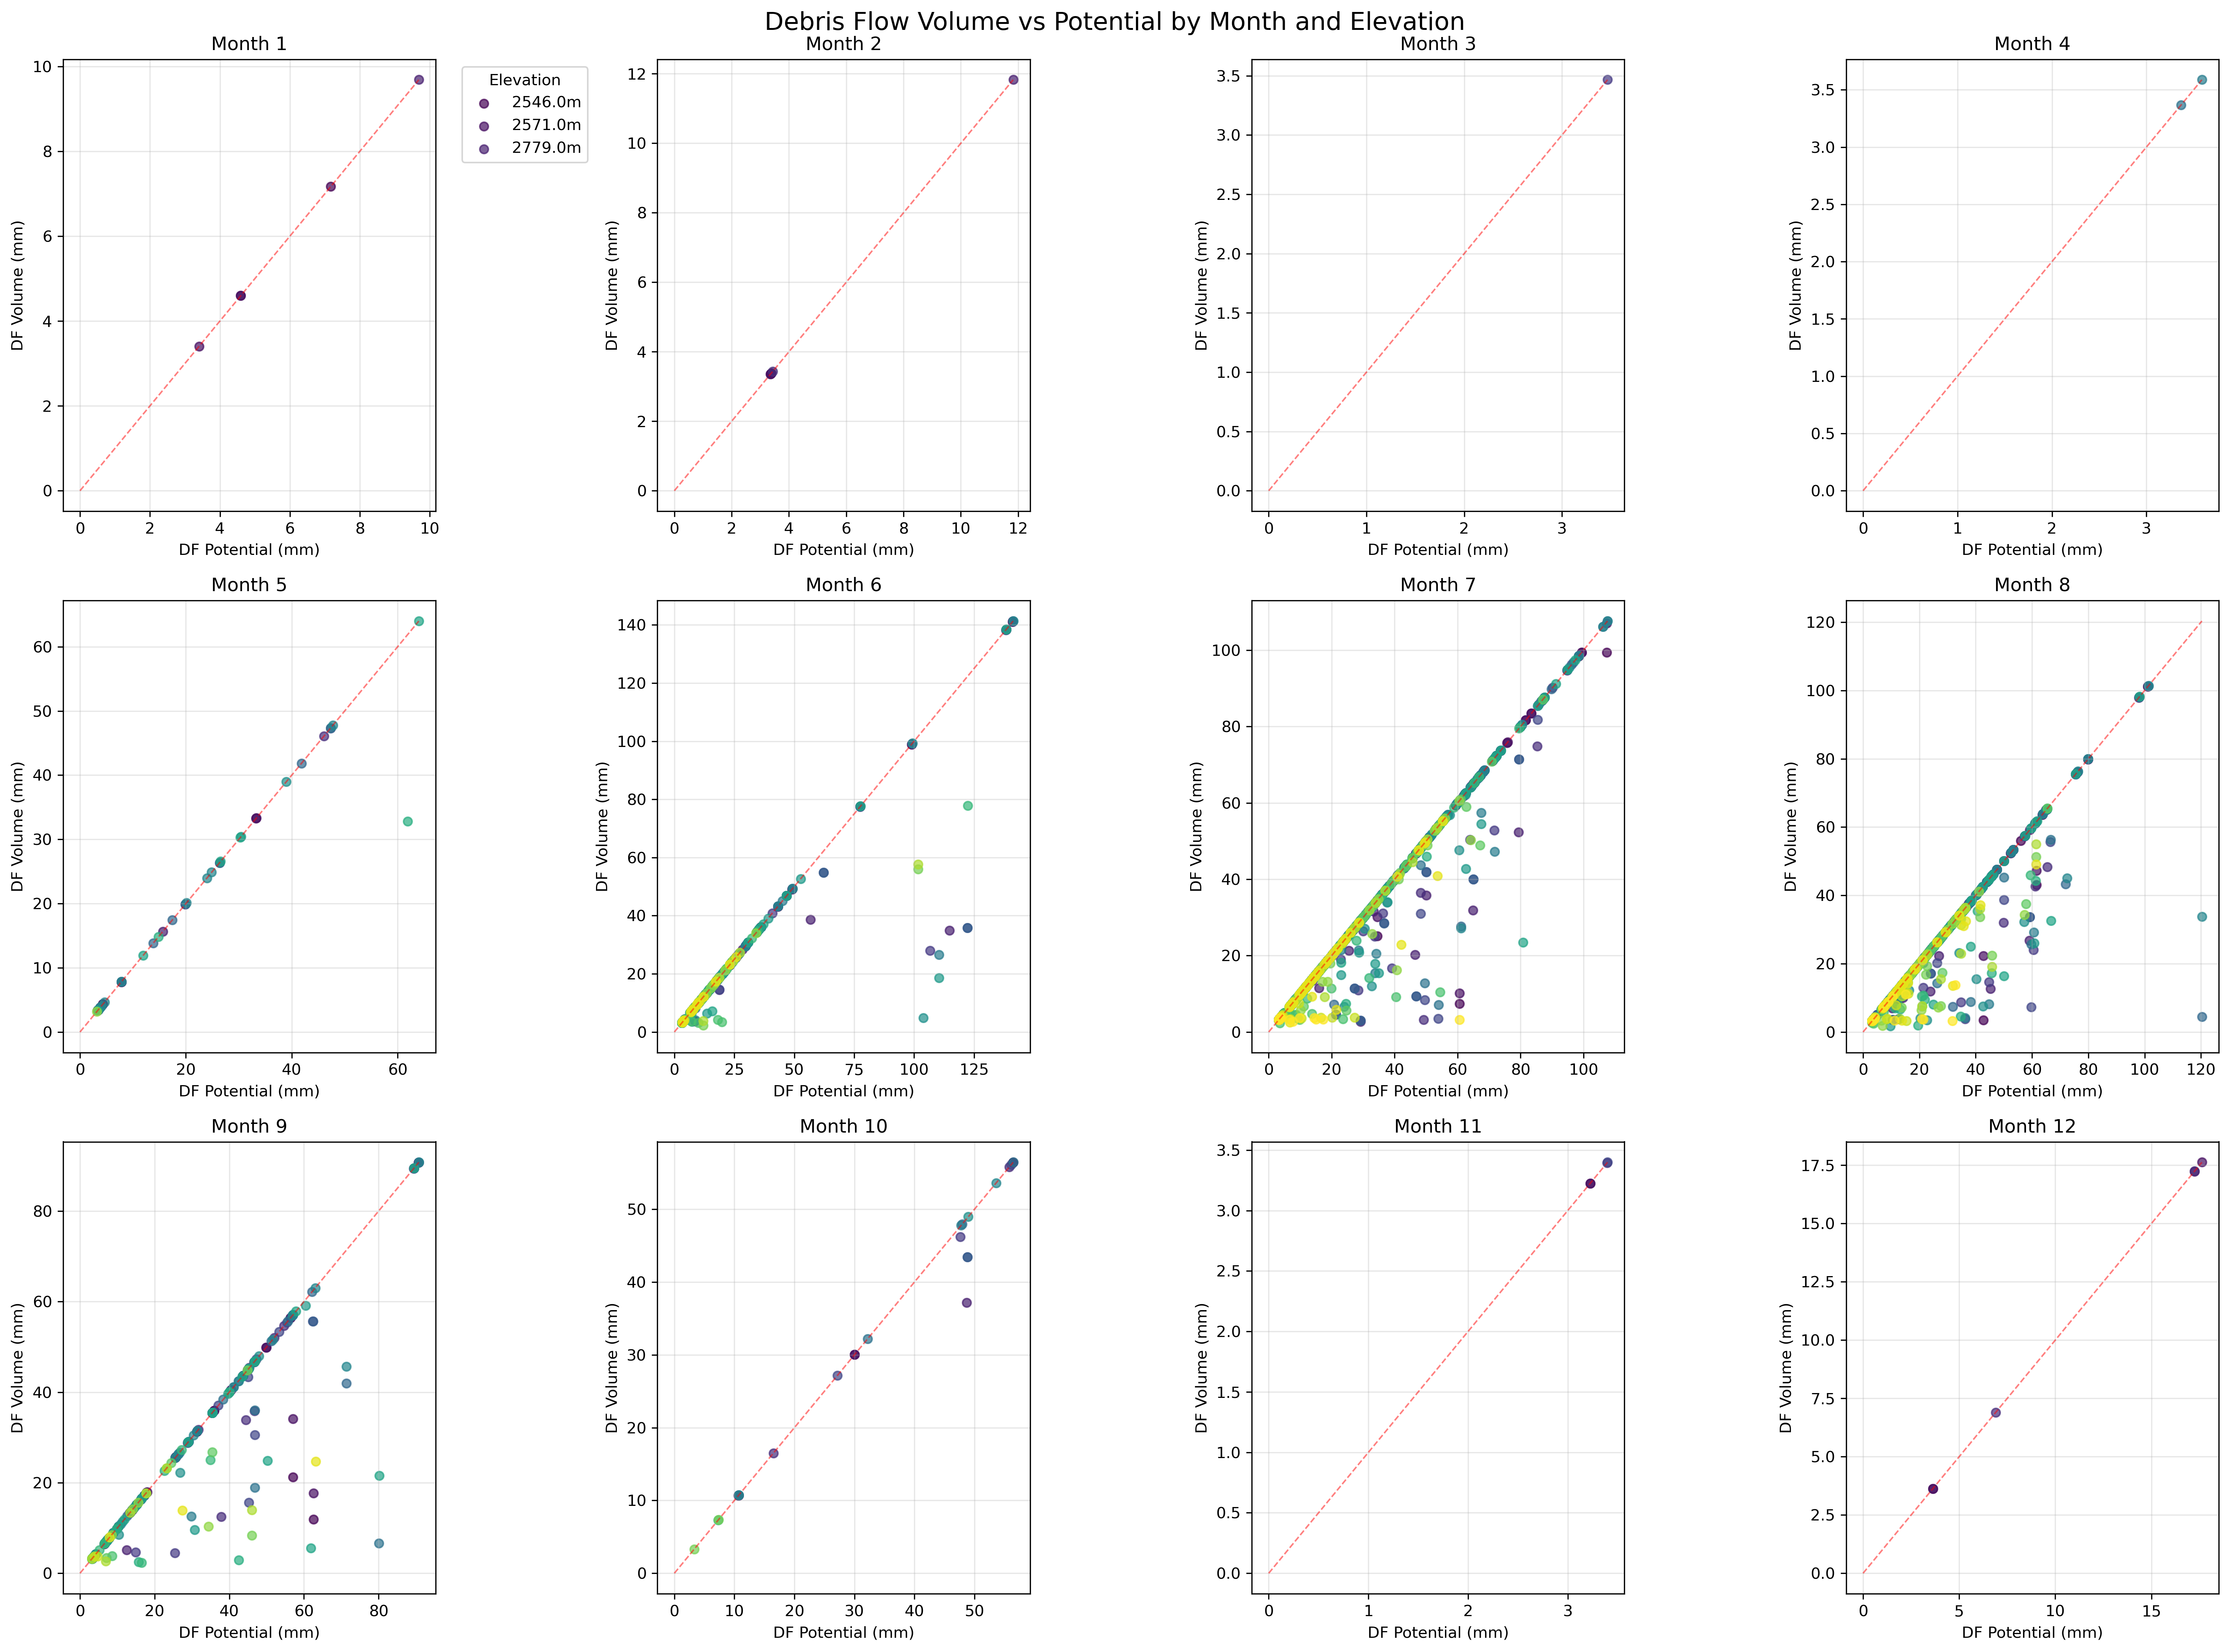 Debris Flow Volume vs Potential by Month and Elevation
Month 1
10
8
6
4
2
0
0 2 4 6 8 10
DF Volume (mm)
DF Potential (mm)
Elevation
2546.0m
2571.0m
2779.0m
Month 2
12
10
8
6
4
2
0
0 2 4 6 8 10 12
DF Volume (mm)
DF Potential (mm)
Month 3
3.5
3.0
2.5
2.0
1.5
1.0
0.5
0.0
0 1 2 3
DF Volume (mm)
DF Potential (mm)
Month 4
3.5
3.0
2.5
2.0
1.5
1.0
0.5
0.0
0 1 2 3
DF Volume (mm)
DF Potential (mm)
Month 5
60
50
40
30
20
10
0
0 20 40 60
DF Volume (mm)
DF Potential (mm)
Month 6
140
120
100
80
60
40
20
0
0 25 50 75 100 125
DF Volume (mm)
DF Potential (mm)
Month 7
100
80
60
40
20
0
0 20 40 60 80 100
DF Volume (mm)
DF Potential (mm)
Month 8
120
100
80
60
40
20
0
0 20 40 60 80 100 120
DF Volume (mm)
DF Potential (mm)
Month 9
80
60
40
20
0
0 20 40 60 80
DF Volume (mm)
DF Potential (mm)
Month 10
50
40
30
20
10
0
0 10 20 30 40 50
DF Volume (mm)
DF Potential (mm)
Month 11
3.5
3.0
2.5
2.0
1.5
1.0
0.5
0.0
0 1 2 3
DF Volume (mm)
DF Potential (mm)
Month 12
17.5
15.0
12.5
10.0
7.5
5.0
2.5
0.0
0 5 10 15
DF Volume (mm)
DF Potential (mm)